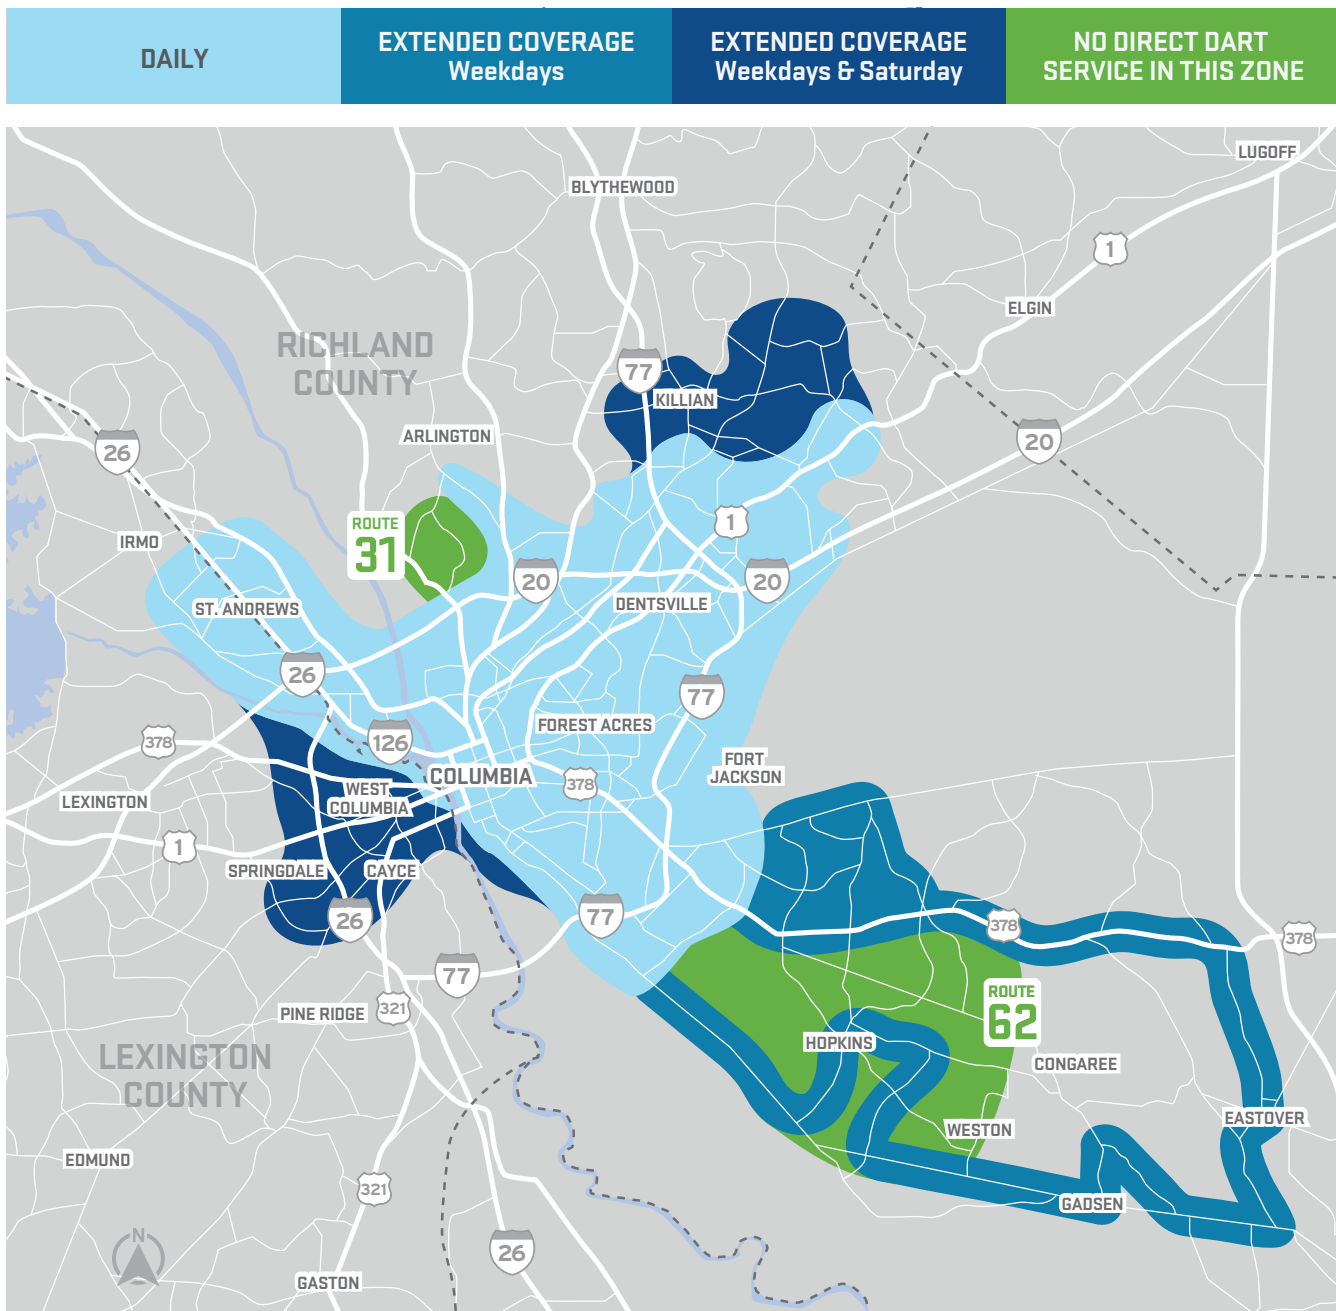 DAILY
EXTENDED COVERAGE
Weekdays
EXTENDED COVERAGE
Weekdays & Saturday
NO DIRECT DART
SERVICE IN THIS ZONE
LUGOFF
BLYTHEWOOD
1
ELGIN
RICHLAND
COUNTY
77
KILLIAN
ARLINGTON
26
20
ROUTE
31
1
IRMO
20
20
ST. ANDREWS
DENTSVILLE
26
77
FOREST ACRES
378
126
FORT
JACKSON
COLUMBIA
378
WEST
COLUMBIA
LEXINGTON
1
SPRINGDALE
CAYCE
26
77
378
378
77
ROUTE
62
321
PINE RIDGE
HOPKINS
LEXINGTON
COUNTY
CONGAREE
EASTOVER
WESTON
EDMUND
321
GADSEN
N
26
GASTON